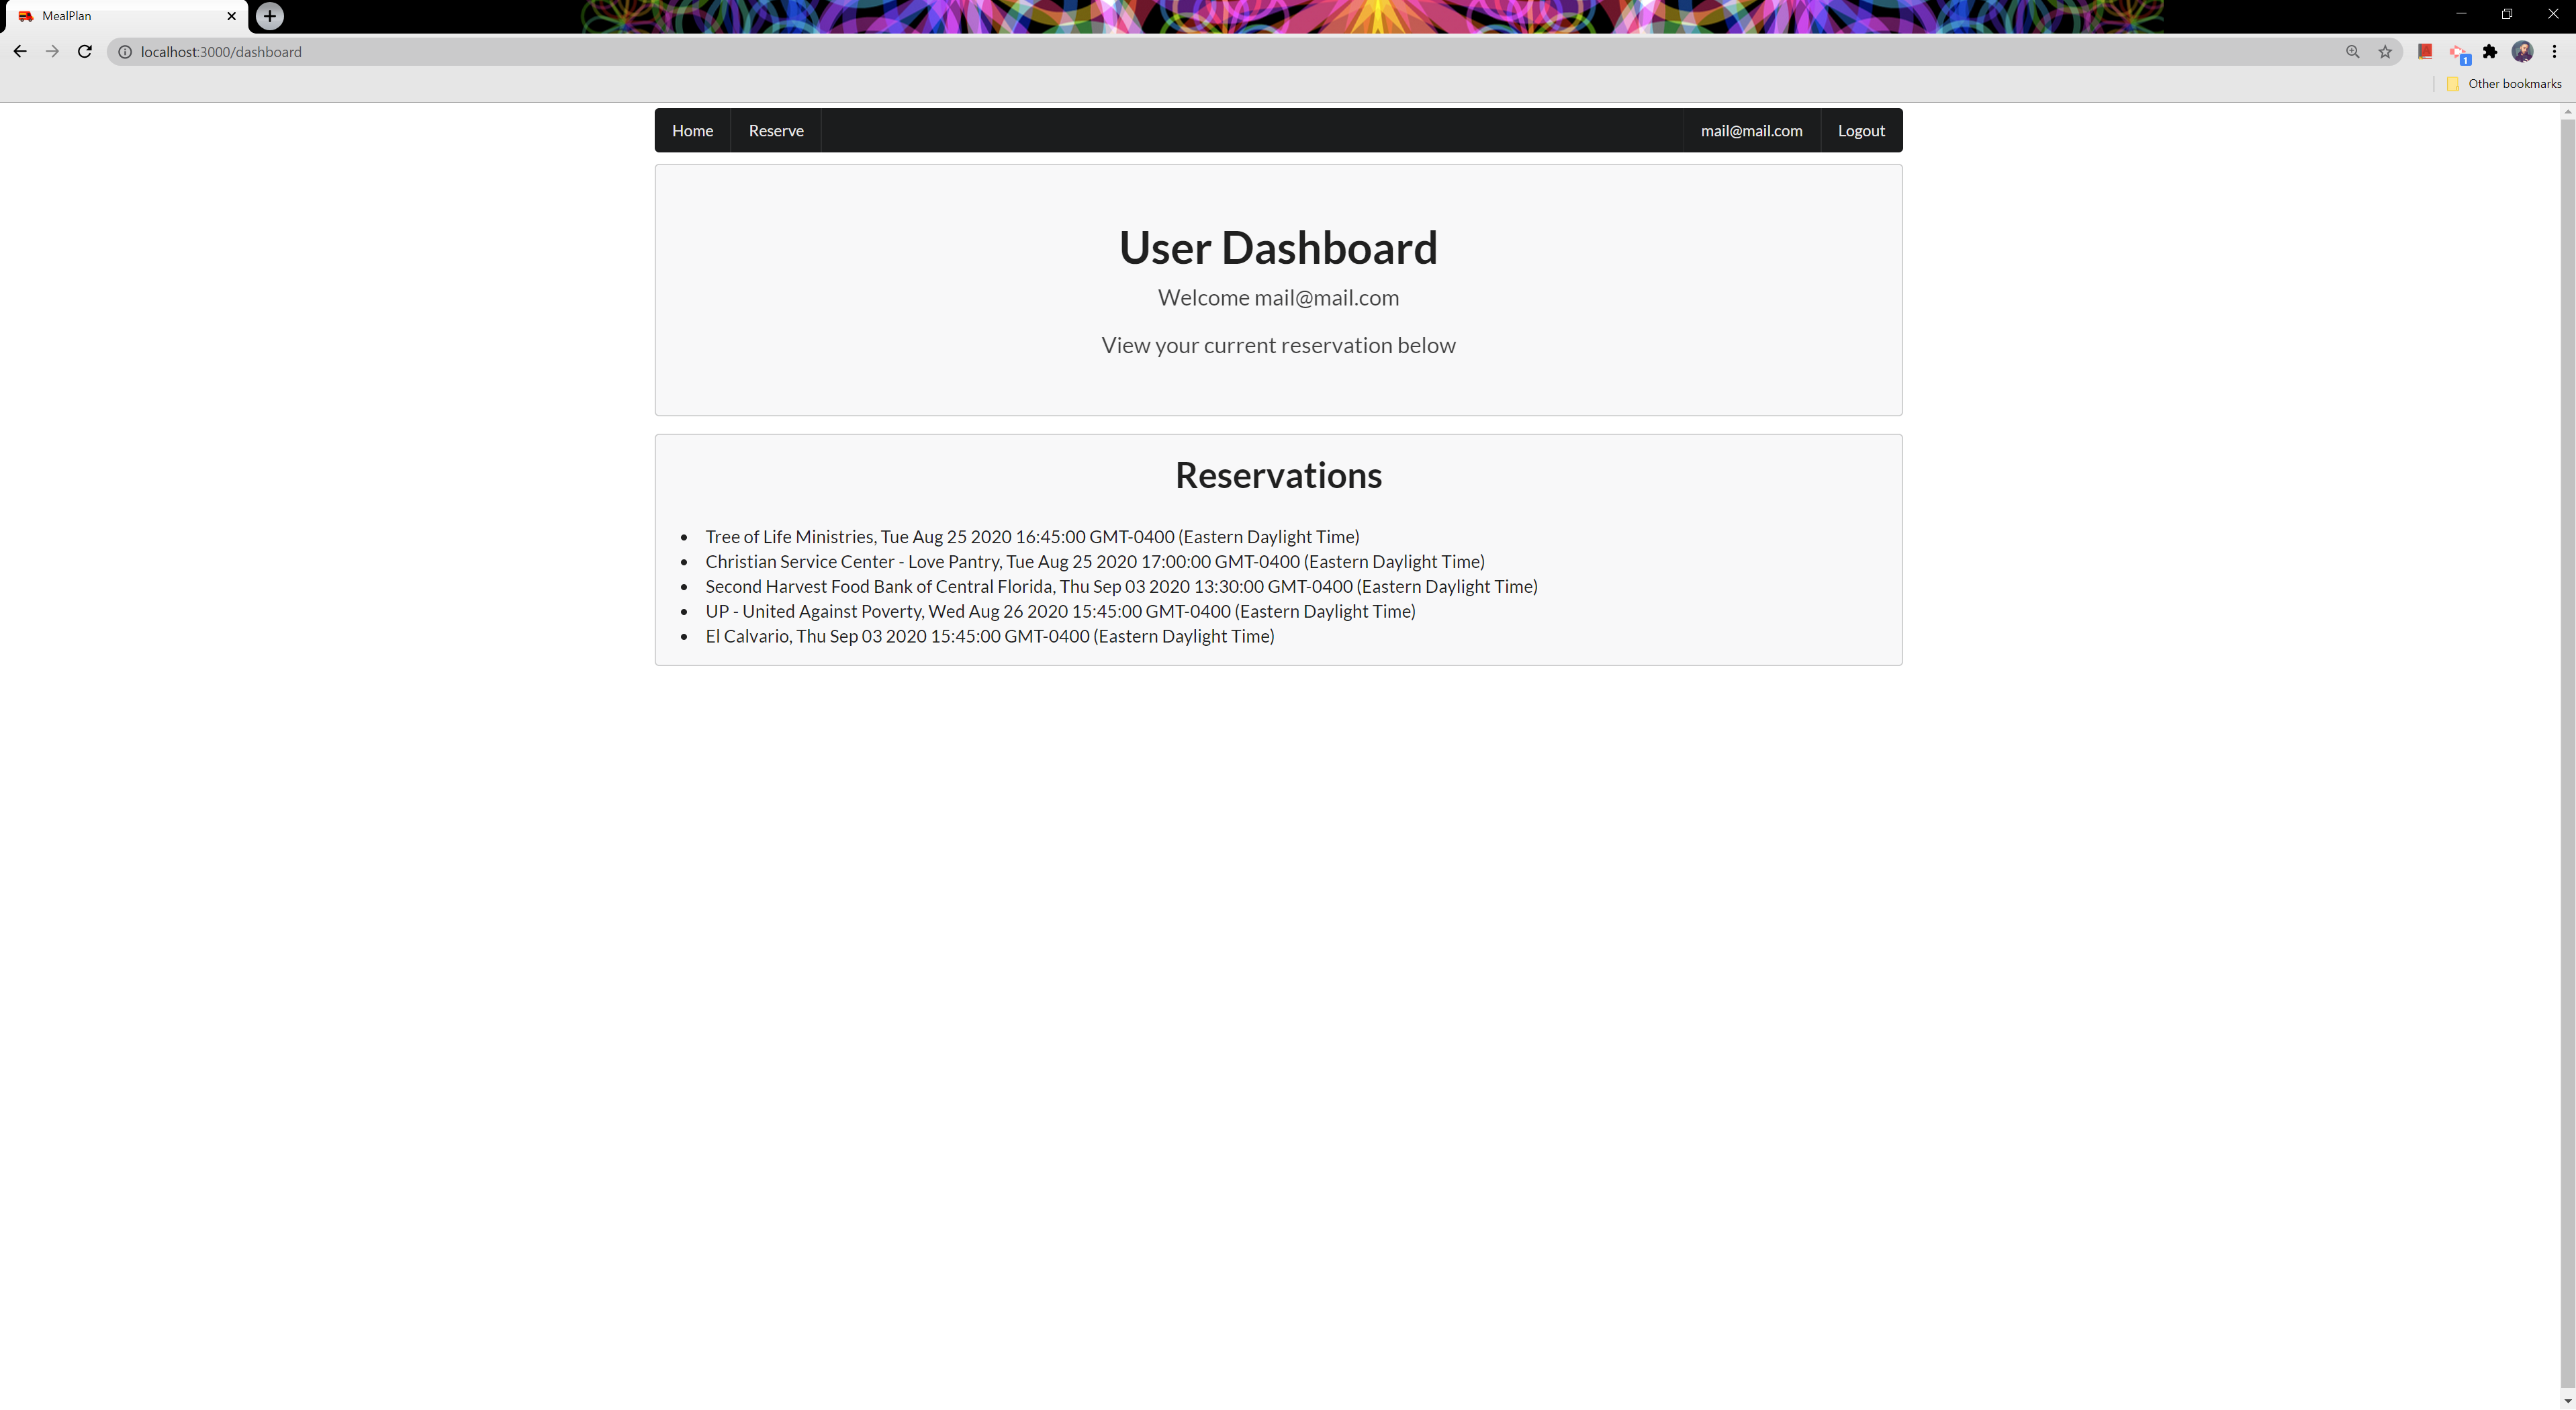 MealPlan
localhost:3000/dashboard
1
Other bookmarks
Home Reserve mail@mail.com Logout
User Dashboard
Welcome mail@mail.com
View your current reservation below
Reservations
Tree of Life Ministries, Tue Aug 25 2020 16:45:00 GMT-0400 (Eastern Daylight Time)
Christian Service Center - Love Pantry, Tue Aug 25 2020 17:00:00 GMT-0400 (Eastern Daylight Time)
Second Harvest Food Bank of Central Florida, Thu Sep 03 2020 13:30:00 GMT-0400 (Eastern Daylight Time)
UP - United Against Poverty, Wed Aug 26 2020 15:45:00 GMT-0400 (Eastern Daylight Time)
El Calvario, Thu Sep 03 2020 15:45:00 GMT-0400 (Eastern Daylight Time)